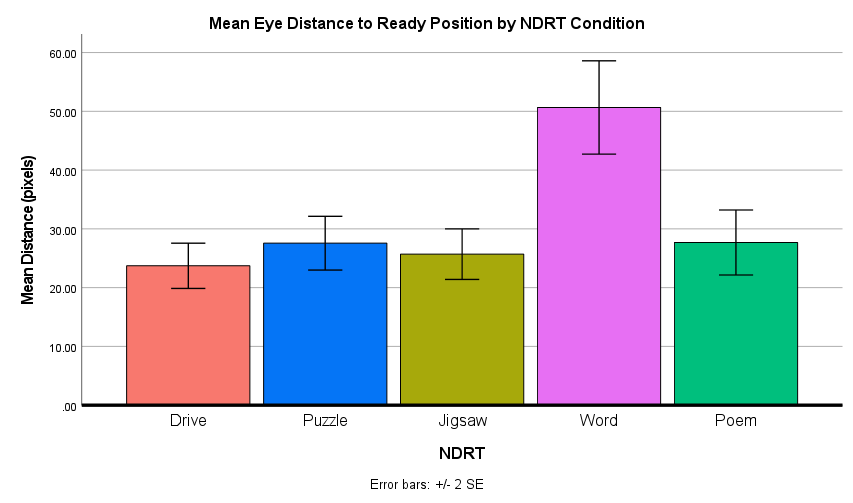 Mean Eye Distance to Ready Position by NDRT Condition
60.00
50.00
40.00
30.00
20.00
10.00
.00
Mean Distance (pixels)
Drive Puzzle Jigsaw Word Poem
NDRT
Error bars: +/- 2 SE